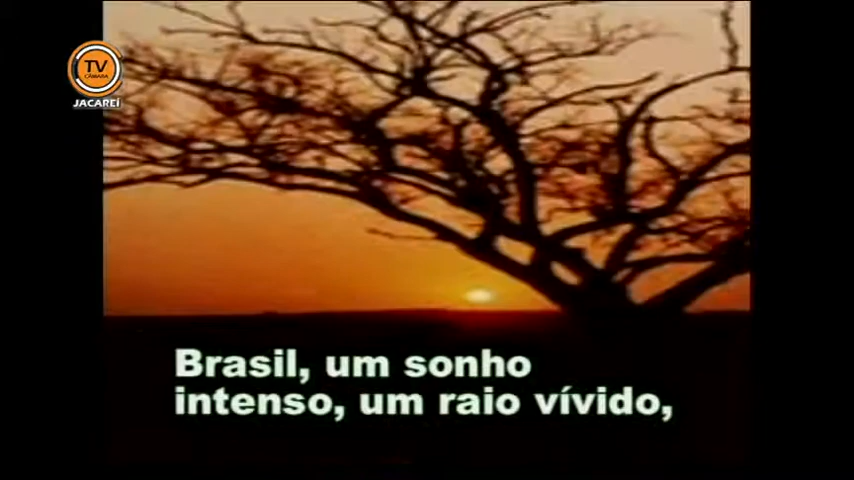 TV
CÂMARA
JACAREÍ
Brasil, um sonho
intenso, um raio vívido,